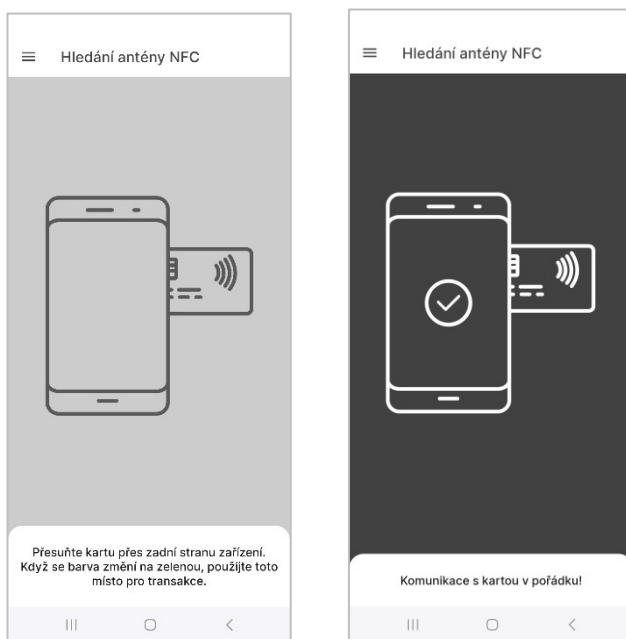 Hledání antény NFC
Přesuňte kartu přes zadní stranu zařízení.
Když se barva změní na zelenou, použijte toto
místo pro transakce.
Hledání antény NFC
Komunikace s kartou v pořádku!